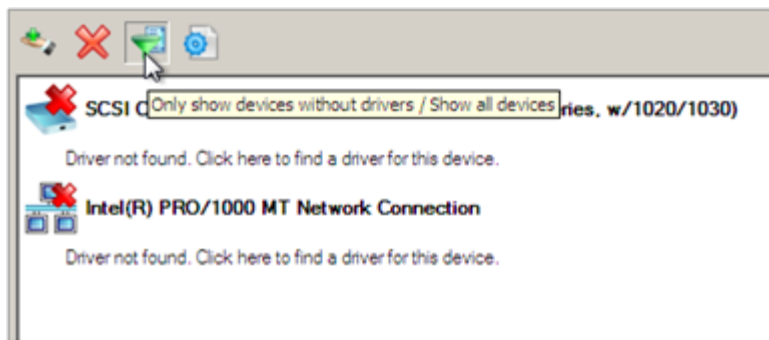 SCSI C
Only show devices without drivers / Show all devices
ries, w/1020/1030)
Driver not found. Click here to find a driver for this device.
Intel(R) PRO/1000 MT Network Connection
Driver not found. Click here to find a driver for this device.